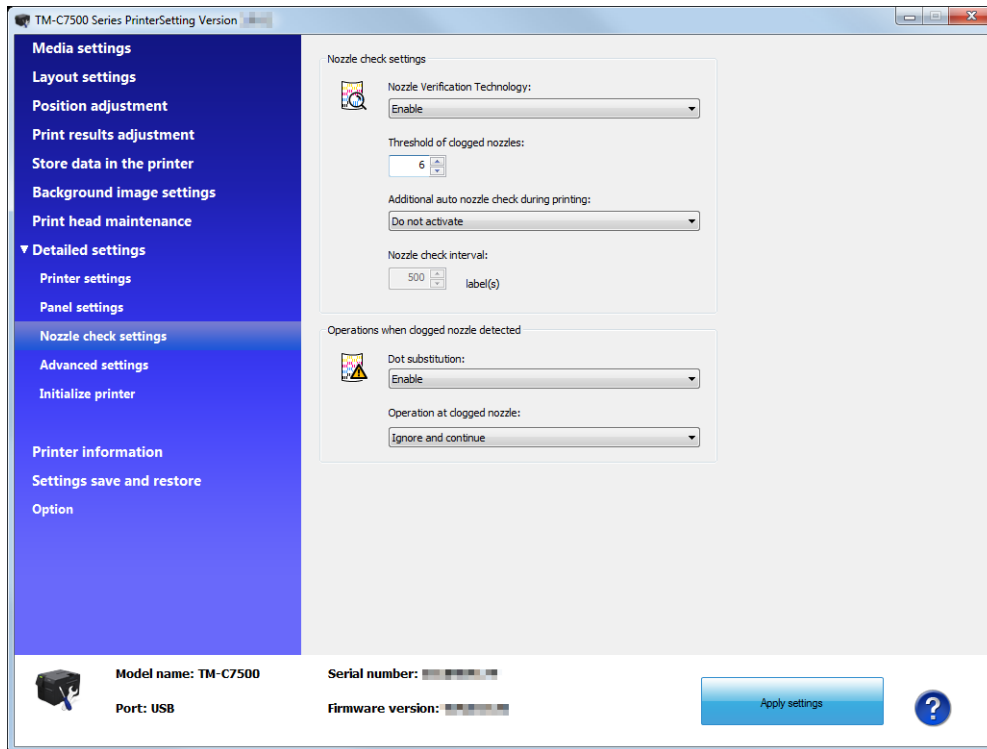 TM-C7500 Series PrinterSetting Version
Media settings
Layout settings
Position adjustment
Print results adjustment
Store data in the printer
Background image settings
Print head maintenance
▼ Detailed settings
Printer settings
Panel settings
Nozzle check settings
Advanced settings
Initialize printer
Printer information
Settings save and restore
Option
Nozzle check settings
Nozzle Verification Technology:
Enable
Threshold of clogged nozzles:
6
Additional auto nozzle check during printing:
Do not activate
Nozzle check interval:
500 label(s)
Operations when clogged nozzle detected
Dot substitution:
Enable
Operation at clogged nozzle:
Ignore and continue
Model name: TM-C7500
Port: USB
Serial number:
Firmware version:
Apply settings
?